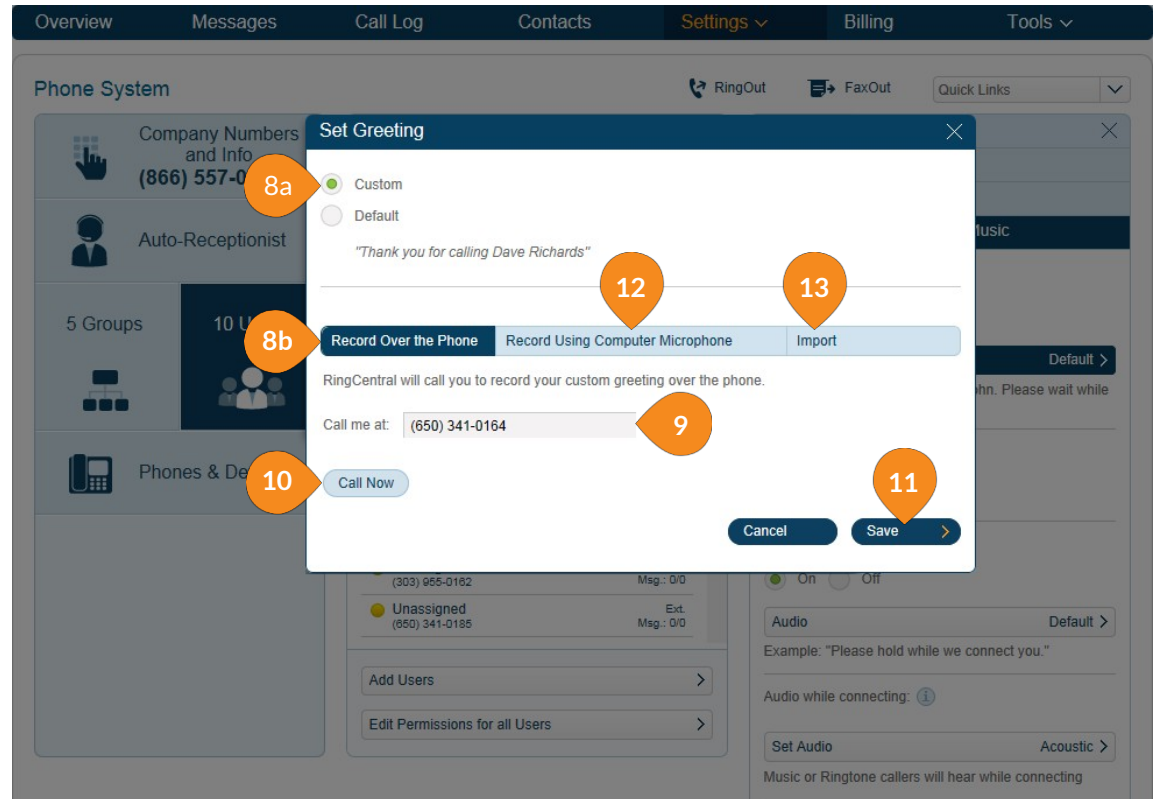 Overview Messages Call Log Contacts Settings Billing Tools
Phone System RingOut FaxOut Quick Links
Company Numbers
and Info
(866) 557-0
Auto-Receptionist
5 Groups 10 U
Phones & De
Set Greeting
8a Custom
Default
"Thank you for calling Dave Richards"
12 13
8b Record Over the Phone Record Using Computer Microphone Import
RingCentral will call you to record your custom greeting over the phone.
Call me at: (650) 341-0164 9
10 Call Now
11
Cancel Save
Default
Please wait while
(303) 955-0162 Msg.: 0/0
Unassigned Ext.
(650) 341-0185 Msg.: 0/0
Add Users
Edit Permissions for all Users
On Off
Audio Default
Example: "Please hold while we connect you."
Audio while connecting: i
Set Audio Acoustic
Music or Ringtone callers will hear while connecting